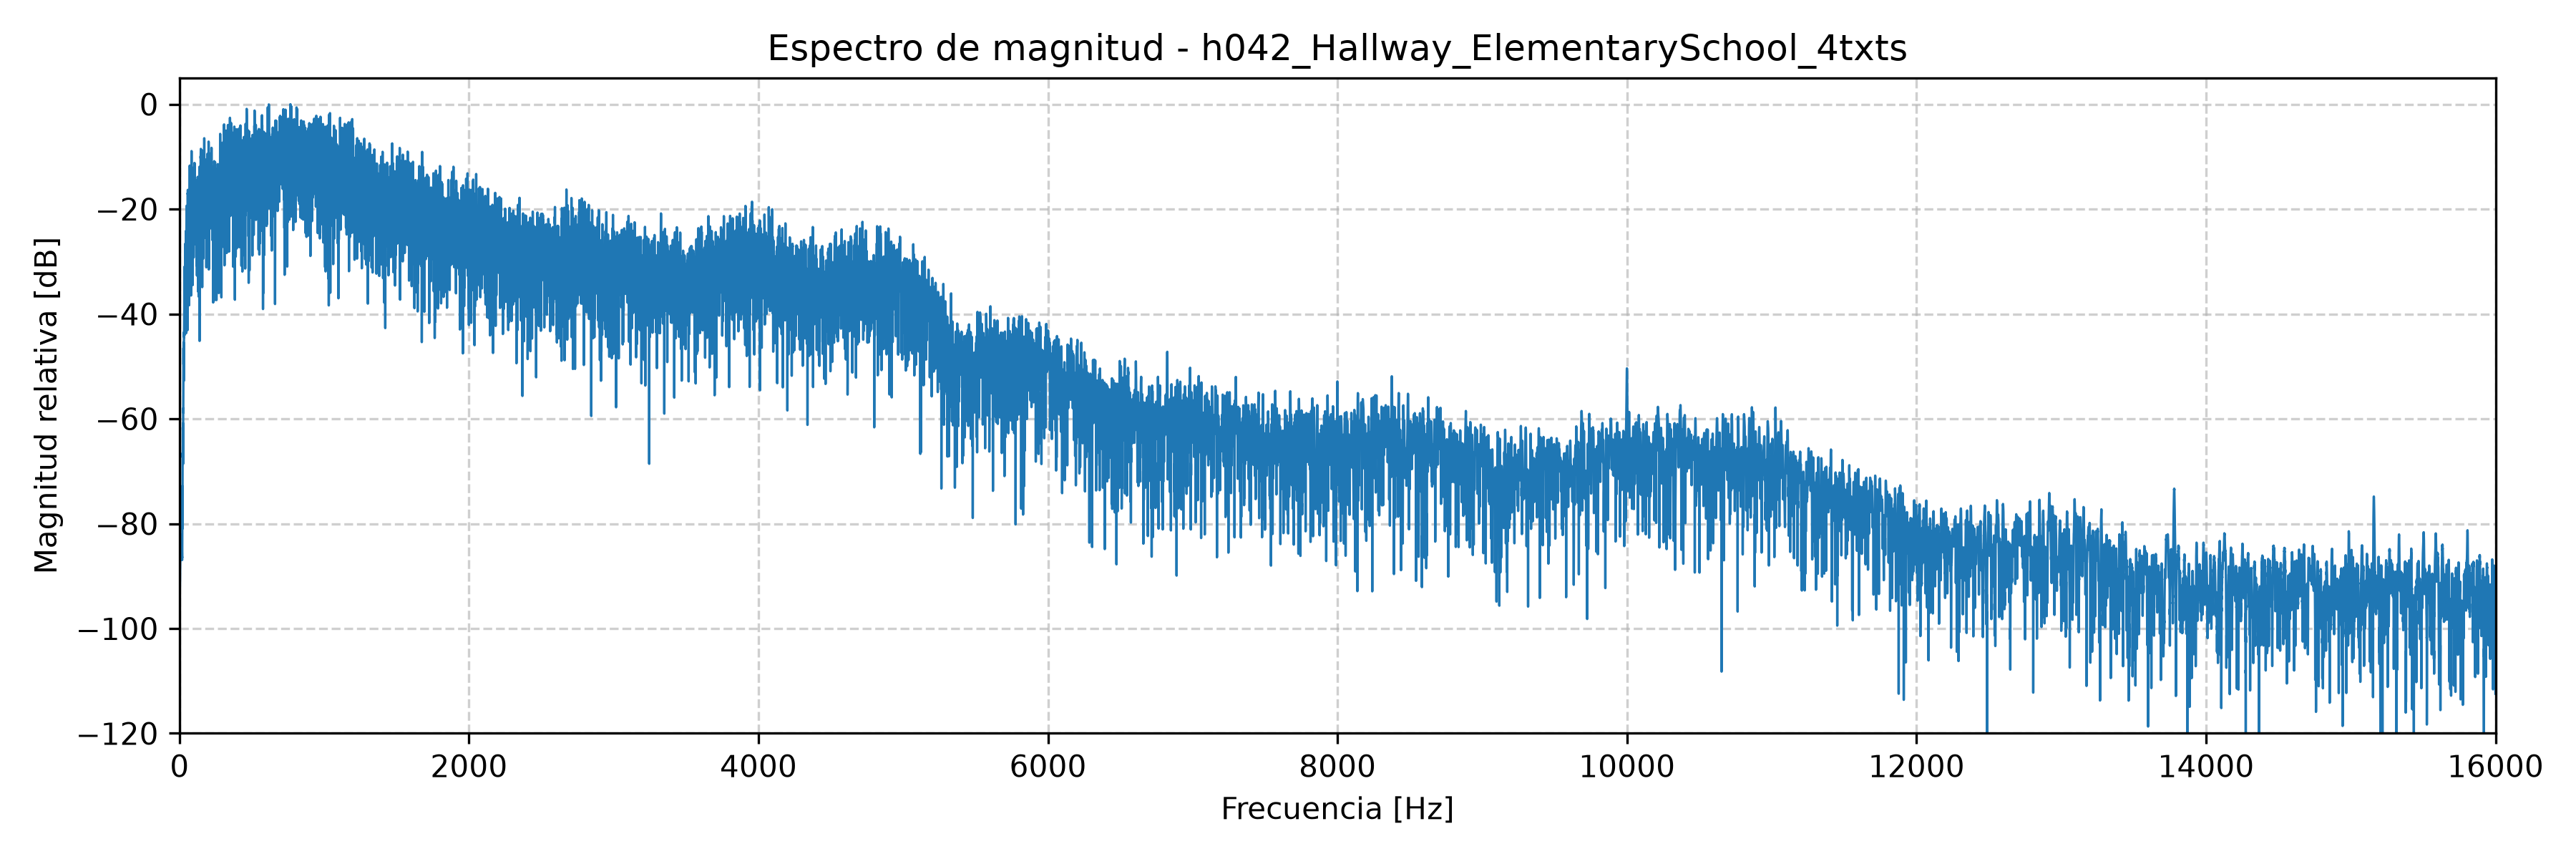 Espectro de magnitud - h042_Hallway_ElementarySchool_4txts
Magnitud relativa [dB]
0
−20
−40
−60
−80
−100
−120
0 2000 4000 6000 8000 10000 12000 14000 16000
Frecuencia [Hz]